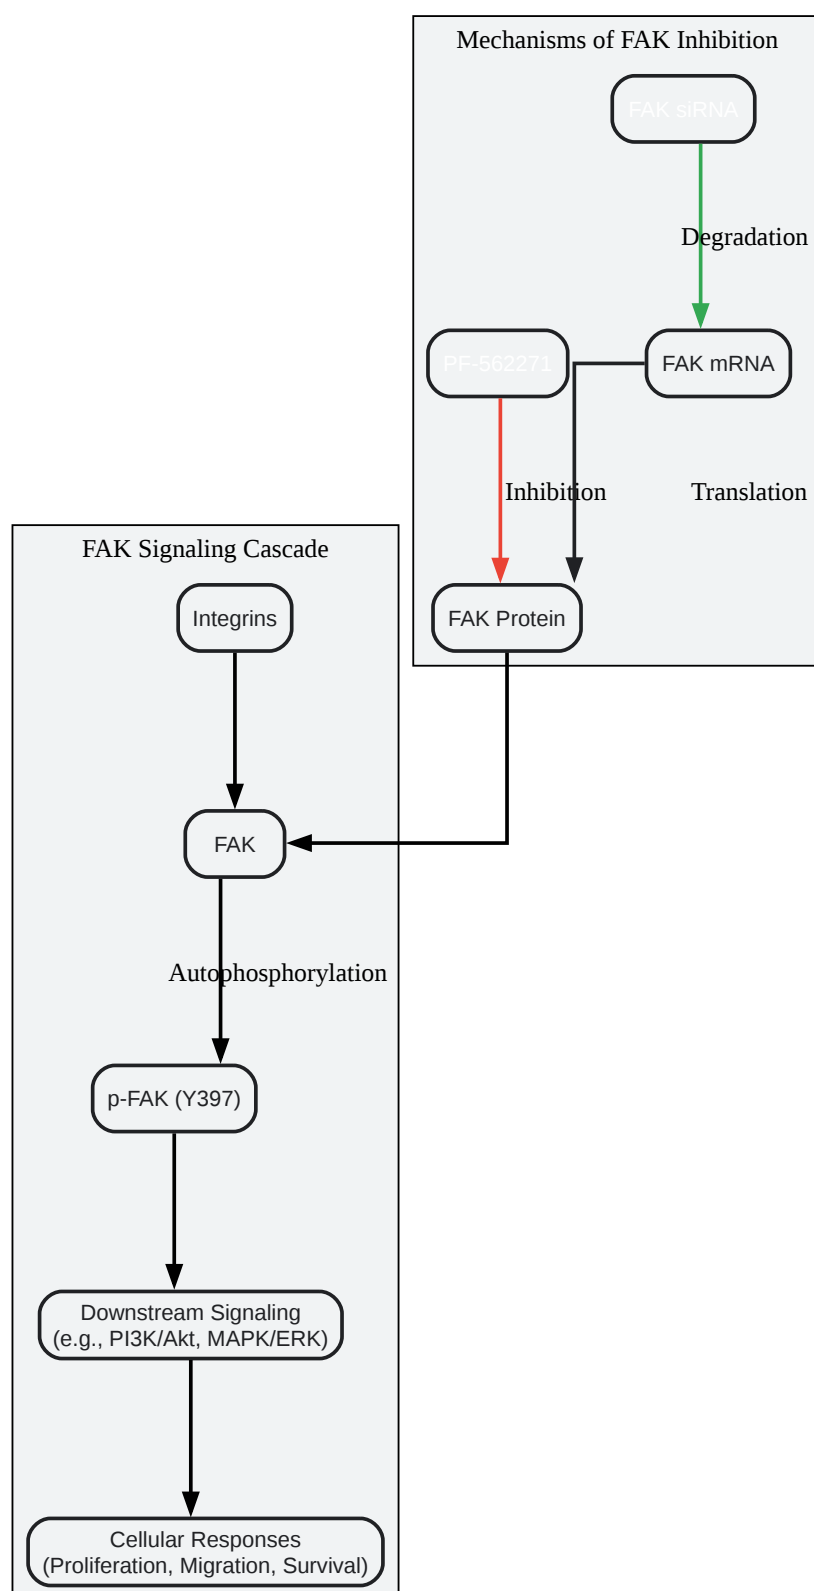 Mechanisms of FAK Inhibition
FAK siRNA
Degradation
PF-562271
FAK mRNA
Inhibition
Translation
FAK Signaling Cascade
Integrins
FAK Protein
FAK
Autophosphorylation
p-FAK (Y397)
Downstream Signaling
(e.g., PI3K/Akt, MAPK/ERK)
Cellular Responses
(Proliferation, Migration, Survival)